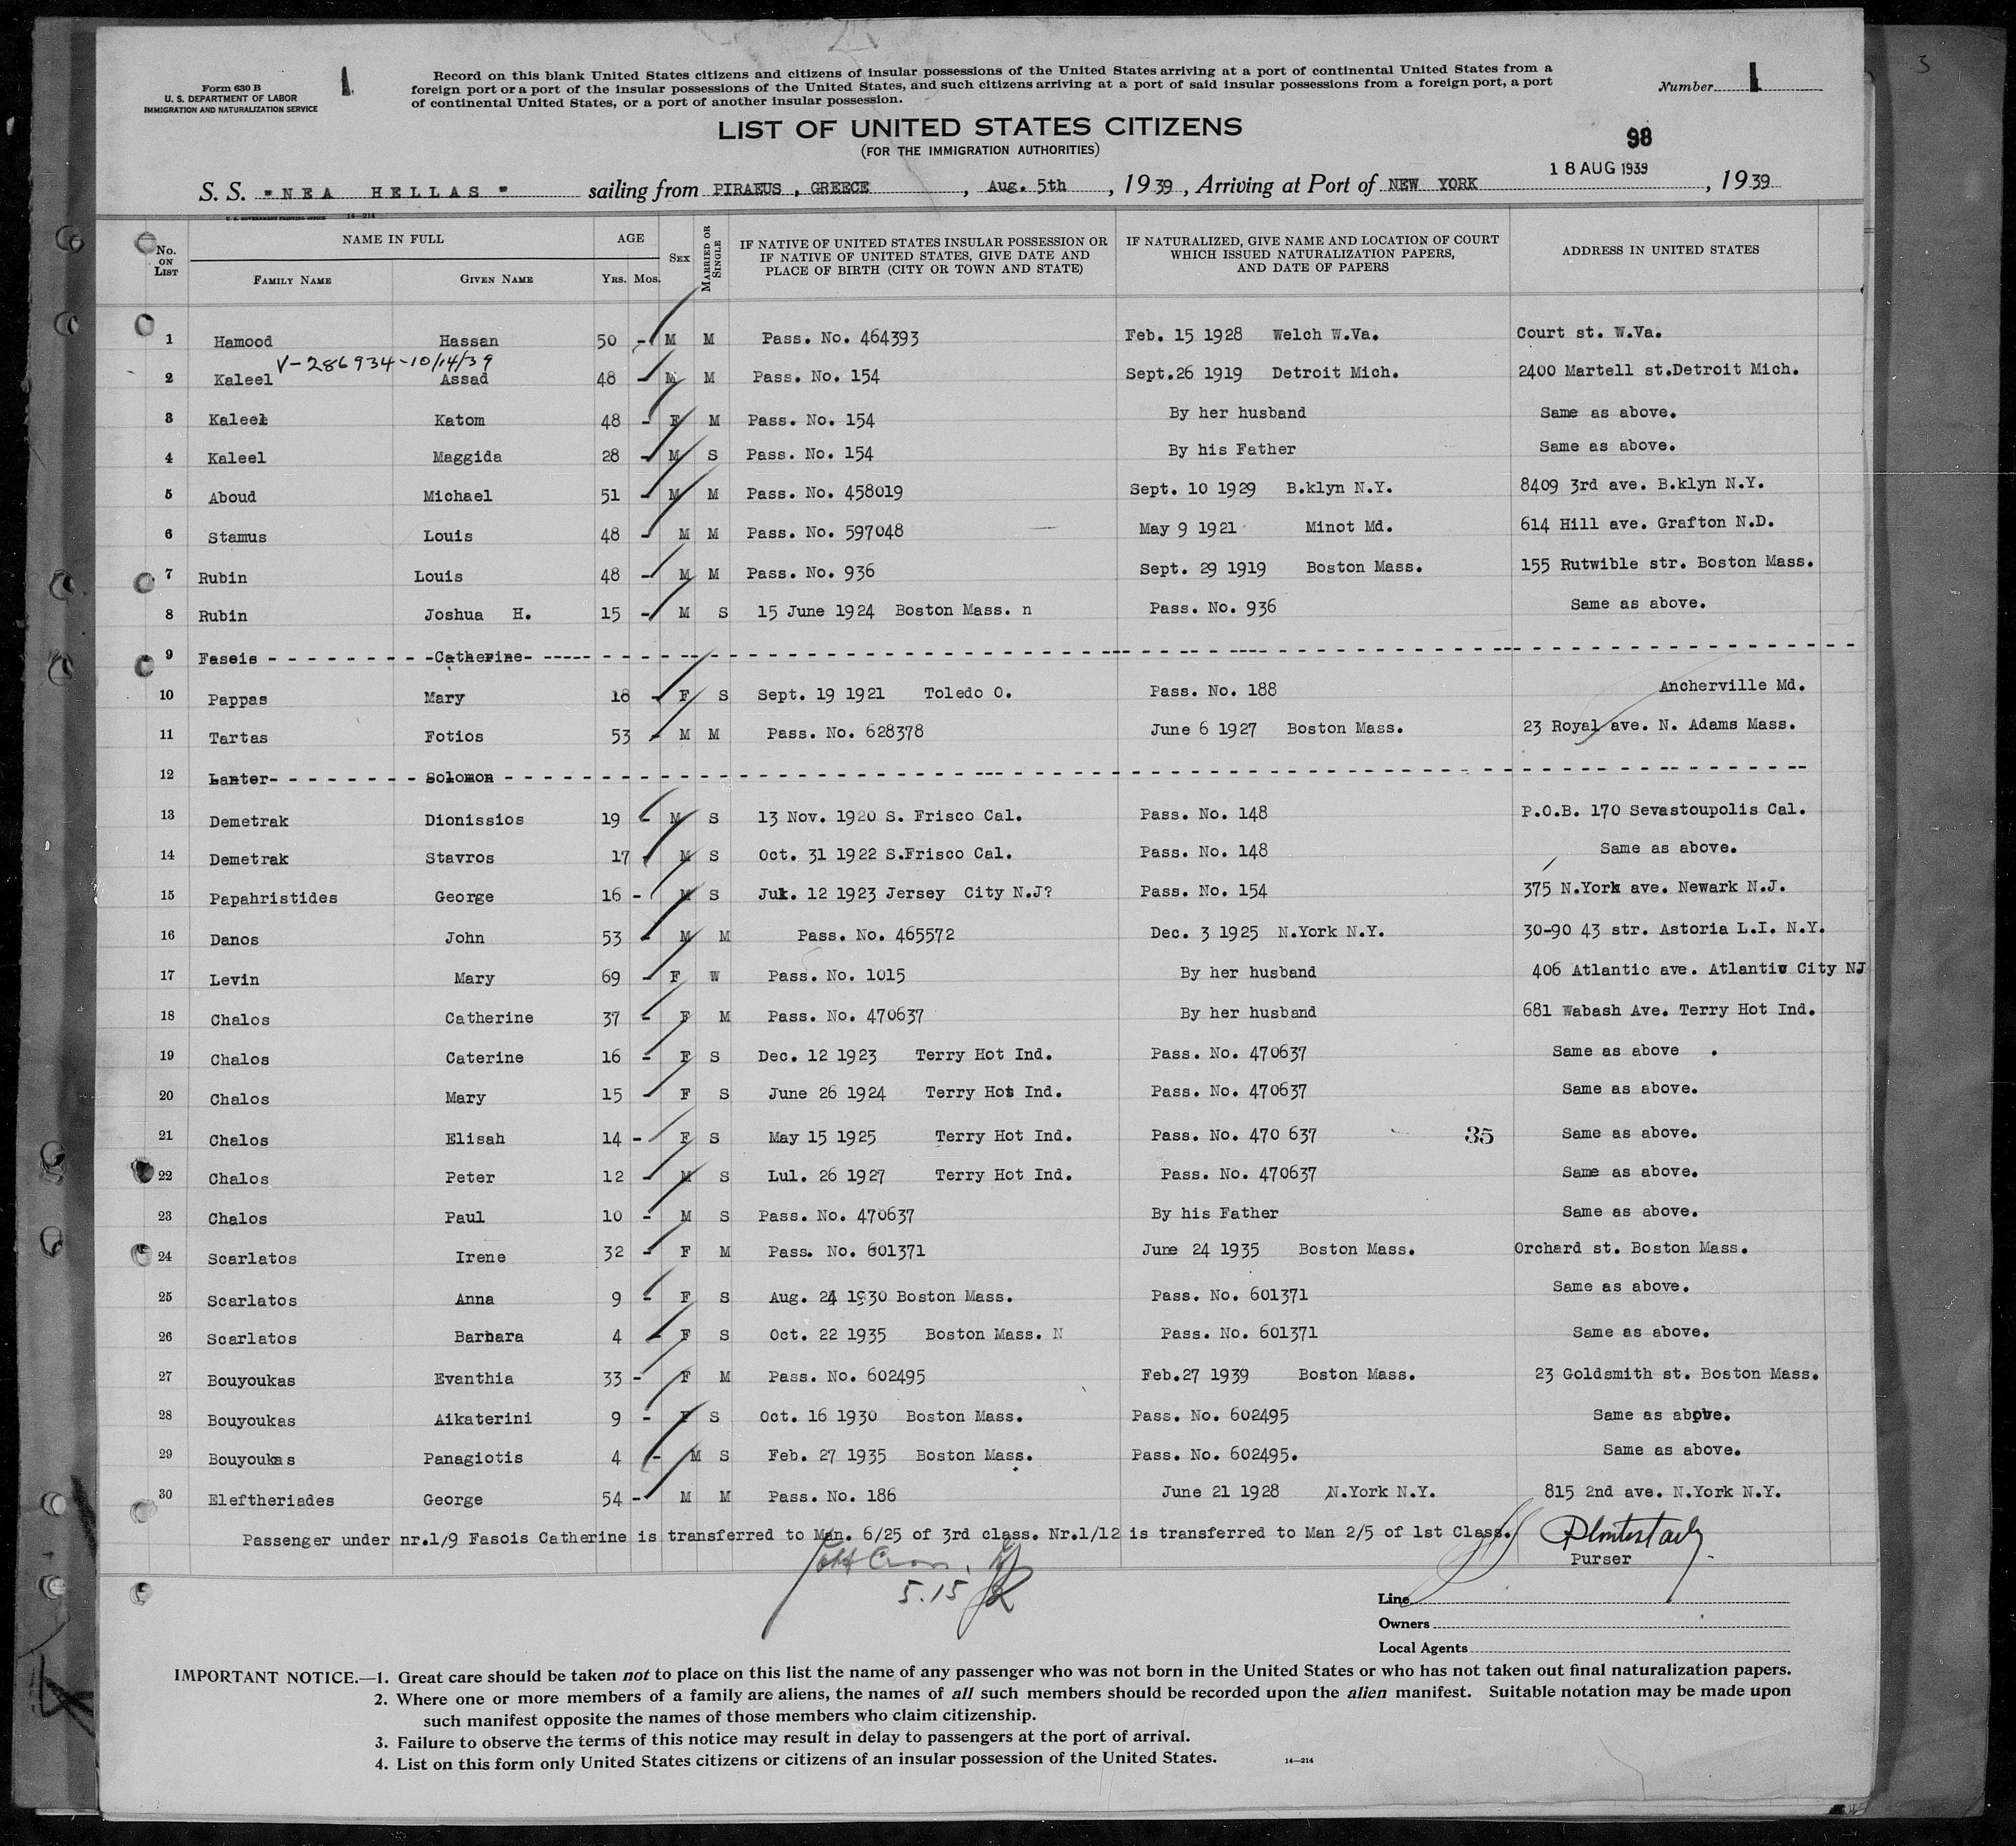 3
Form 630 B
U. S. DEPARTMENT OF LABOR
IMMIGRATION AND NATURALIZATION SERVICE
1
Record on this blank United States citizens and citizens of insular possessions of the United States arriving at a port of continental United States from a
foreign port or a port of the insular possessions of the United States, and such citizens arriving at a port of said insular possessions from a foreign port, a port
of continental United States, or a port of another insular possession.
Number 1
LIST OF UNITED STATES CITIZENS
(FOR THE IMMIGRATION AUTHORITIES)
98
18 AUG 1939
S. S. "NEA HELLAS" sailing from PIRAEUS , GREECE , Aug. 5th , 1939 , Arriving at Port of NEW YORK , 1939
U. S. GOVERNMENT PRINTING OFFICE 14—214
No. ON LIST NAME IN FULL FAMILY NAME GIVEN NAME AGE YRS. MOS. SEX MARRIED OR SINGLE IF NATIVE OF UNITED STATES INSULAR POSSESSION OR IF NATIVE OF UNITED STATES, GIVE DATE AND PLACE OF BIRTH (CITY OR TOWN AND STATE) IF NATURALIZED, GIVE NAME AND LOCATION OF COURT WHICH ISSUED NATURALIZATION PAPERS, AND DATE OF PAPERS ADDRESS IN UNITED STATES
1 Hamood Hassan 50 - M M Pass. No. 464393 Feb. 15 1928 Welch W.Va. Court st. W.Va.
V-286934-10/14/39
2 Kaleel Assad 48 - M M Pass. No. 154 Sept.26 1919 Detroit Mich. 2400 Martell st.Detroit Mich.
3 Kaleel Katom 48 - F M Pass. No. 154 By her husband Same as above.
4 Kaleel Maggida 28 - M S Pass. No. 154 By his Father Same as above.
5 Aboud Michael 51 - M M Pass. No. 458019 Sept. 10 1929 B.klyn N.Y. 8409 3rd ave. B.klyn N.Y.
6 Stamus Louis 48 - M M Pass. No. 597048 May 9 1921 Minot Md. 614 Hill ave. Grafton N.D.
7 Rubin Louis 48 - M M Pass. No. 936 Sept. 29 1919 Boston Mass. 155 Rutwible str. Boston Mass.
8 Rubin Joshua H. 15 - M S 15 June 1924 Boston Mass. n Pass. No. 936 Same as above.
9 Fasois - - - - - - - - -Catherine- - - - - - - - -
10 Pappas Mary 18 - F S Sept. 19 1921 Toledo O. Pass. No. 188 Ancherville Md.
11 Tartas Fotios 53 - M M Pass. No. 628378 June 6 1927 Boston Mass. 23 Royal ave. N. Adams Mass.
12 Lanter- - - - - - - - Solomon - - - - - - - - -
13 Demetrak Dionissios 19 - M S 13 Nov. 1920 S. Frisco Cal. Pass. No. 148 P.O.B. 170 Sevastoupolis Cal.
14 Demetrak Stavros 17 - M S Oct. 31 1922 S.Frisco Cal. Pass. No. 148 Same as above.
15 Papahristides George 16 - M S Jul. 12 1923 Jersey City N.J? Pass. No. 154 375 N.York ave. Newark N.J.
16 Danos John 53 - M M Pass. No. 465572 Dec. 3 1925 N.York N.Y. 30-90 43 str. Astoria L.I. N.Y.
17 Levin Mary 69 - F W Pass. No. 1015 By her husband 406 Atlantic ave. Atlantic City NJ
18 Chalos Catherine 37 - F M Pass. No. 470637 By her husband 681 Wabash Ave. Terry Hot Ind.
19 Chalos Caterine 16 - F S Dec. 12 1923 Terry Hot Ind. Pass. No. 470637 Same as above .
20 Chalos Mary 15 - F S June 26 1924 Terry Hot Ind. Pass. No. 470637 Same as above.
21 Chalos Elisah 14 - F S May 15 1925 Terry Hot Ind. Pass. No. 470 637 35 Same as above.
22 Chalos Peter 12 - M S Lul. 26 1927 Terry Hot Ind. Pass. No. 470637 Same as above.
23 Chalos Paul 10 - M S Pass. No. 470637 By his Father Same as above.
24 Scarlatos Irene 32 - F M Pass. No. 601371 June 24 1935 Boston Mass. Orchard st. Boston Mass.
25 Scarlatos Anna 9 - F S Aug. 24 1930 Boston Mass. Pass. No. 601371 Same as above.
26 Scarlatos Barbara 4 - F S Oct. 22 1935 Boston Mass. N Pass. No. 601371 Same as above.
27 Bouyoukas Evanthia 33 - F M Pass. No. 602495 Feb.27 1939 Boston Mass. 23 Goldsmith st. Boston Mass.
28 Bouyoukas Aikaterini 9 - F S Oct. 16 1930 Boston Mass. Pass. No. 602495 Same as above.
29 Bouyoukas Panagiotis 4 - M S Feb. 27 1935 Boston Mass. Pass. No. 602495. Same as above.
30 Eleftheriades George 54 - M M Pass. No. 186 June 21 1928 N.York N.Y. 815 2nd ave. N.York N.Y.
Passenger under nr.1/9 Fasois Catherine is transferred to Man. 6/25 of 3rd class. Nr.1/12 is transferred to Man 2/5 of 1st Class.
Purser
5.15
Line
Owners
Local Agents
IMPORTANT NOTICE.—1. Great care should be taken not to place on this list the name of any passenger who was not born in the United States or who has not taken out final naturalization papers.
2. Where one or more members of a family are aliens, the names of all such members should be recorded upon the alien manifest. Suitable notation may be made upon
such manifest opposite the names of those members who claim citizenship.
3. Failure to observe the terms of this notice may result in delay to passengers at the port of arrival.
4. List on this form only United States citizens or citizens of an insular possession of the United States. 14—214